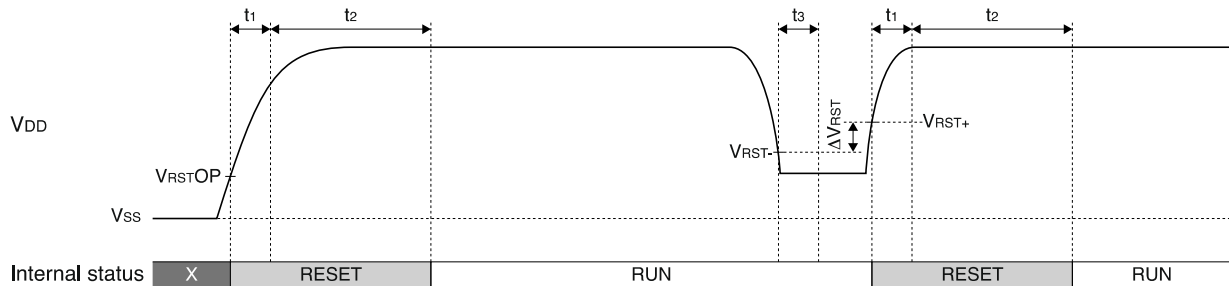 t1 t2 t3 t1 t2
VDD
ΔVRST
VRST+
VRST-
VRSTOP
VSS
Internal status X RESET RUN RESET RUN